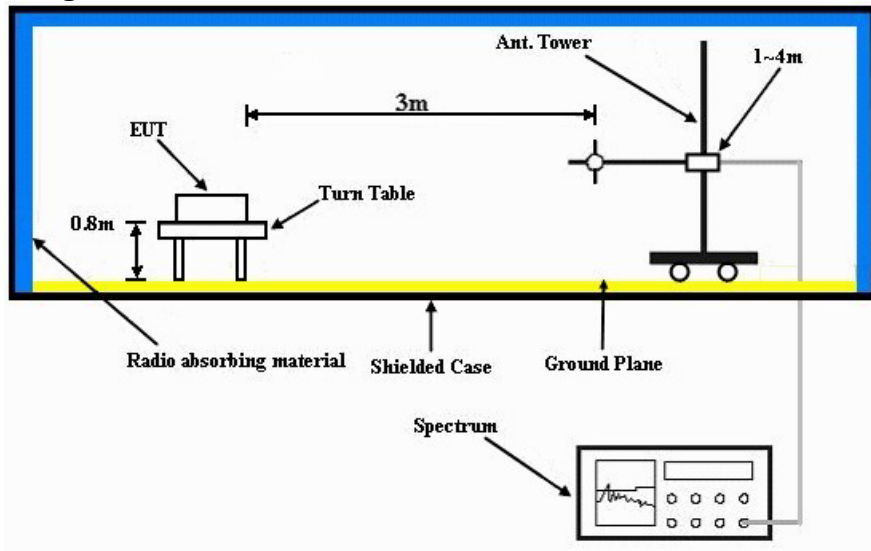 Ant. Tower
1~4m
3m
EUT
Turn Table
0.8m
Radio absorbing material
Shielded Case
Ground Plane
Spectrum